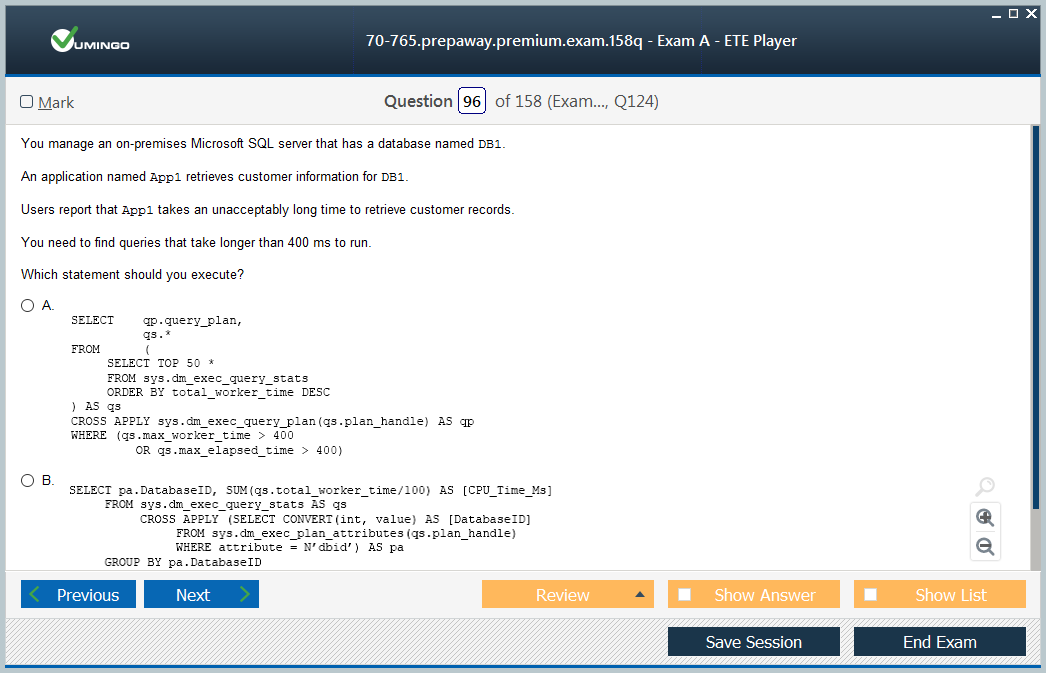 VUMINGO
70-765.prepaway.premium.exam.158q - Exam A - ETE Player
Mark
Question 96 of 158 (Exam..., Q124)
You manage an on-premises Microsoft SQL server that has a database named DB1.
An application named App1 retrieves customer information for DB1.
Users report that App1 takes an unacceptably long time to retrieve customer records.
You need to find queries that take longer than 400 ms to run.
Which statement should you execute?
A.
SELECT qp.query_plan,
qs.*
FROM (
SELECT TOP 50 *
FROM sys.dm_exec_query_stats
ORDER BY total_worker_time DESC
) AS qs
CROSS APPLY sys.dm_exec_query_plan(qs.plan_handle) AS qp
WHERE (qs.max_worker_time > 400
OR qs.max_elapsed_time > 400)
B.
SELECT pa.DatabaseID, SUM(qs.total_worker_time/100) AS [CPU_Time_Ms]
FROM sys.dm_exec_query_stats AS qs
CROSS APPLY (SELECT CONVERT(int, value) AS [DatabaseID]
FROM sys.dm_exec_plan_attributes(qs.plan_handle)
WHERE attribute = N'dbid') AS pa
GROUP BY pa.DatabaseID
Previous
Next
Review
Show Answer
Show List
Save Session
End Exam